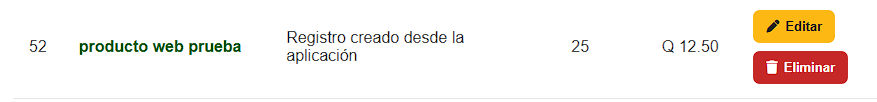 52 producto web prueba Registro creado desde la aplicación 25 Q 12.50
Editar
Eliminar